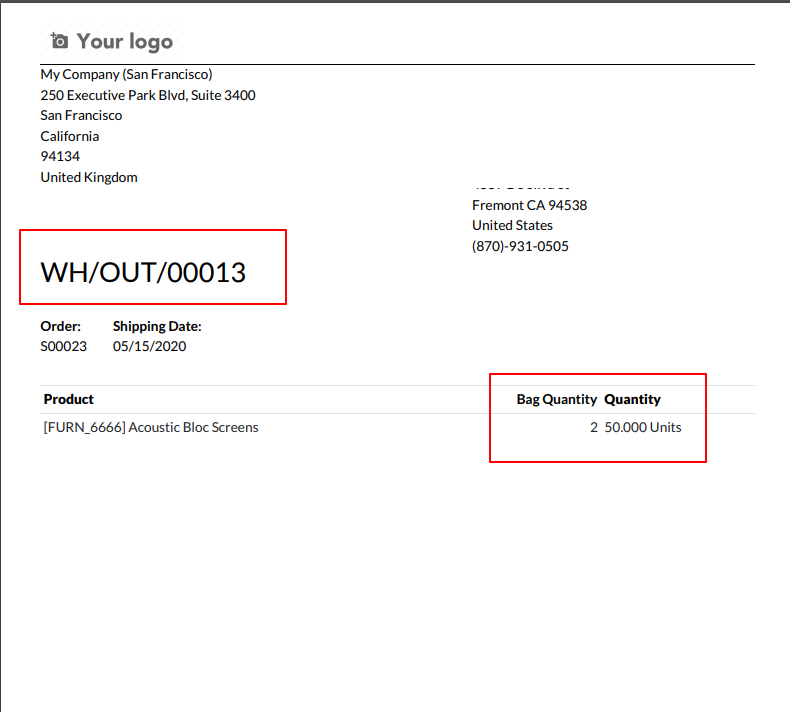 Your logo
My Company (San Francisco)
250 Executive Park Blvd, Suite 3400
San Francisco
California
94134
United Kingdom
Fremont CA 94538
United States
(870)-931-0505
WH/OUT/00013
Order: Shipping Date:
S00023 05/15/2020
Product Bag Quantity Quantity
[FURN_6666] Acoustic Bloc Screens 2 50.000 Units